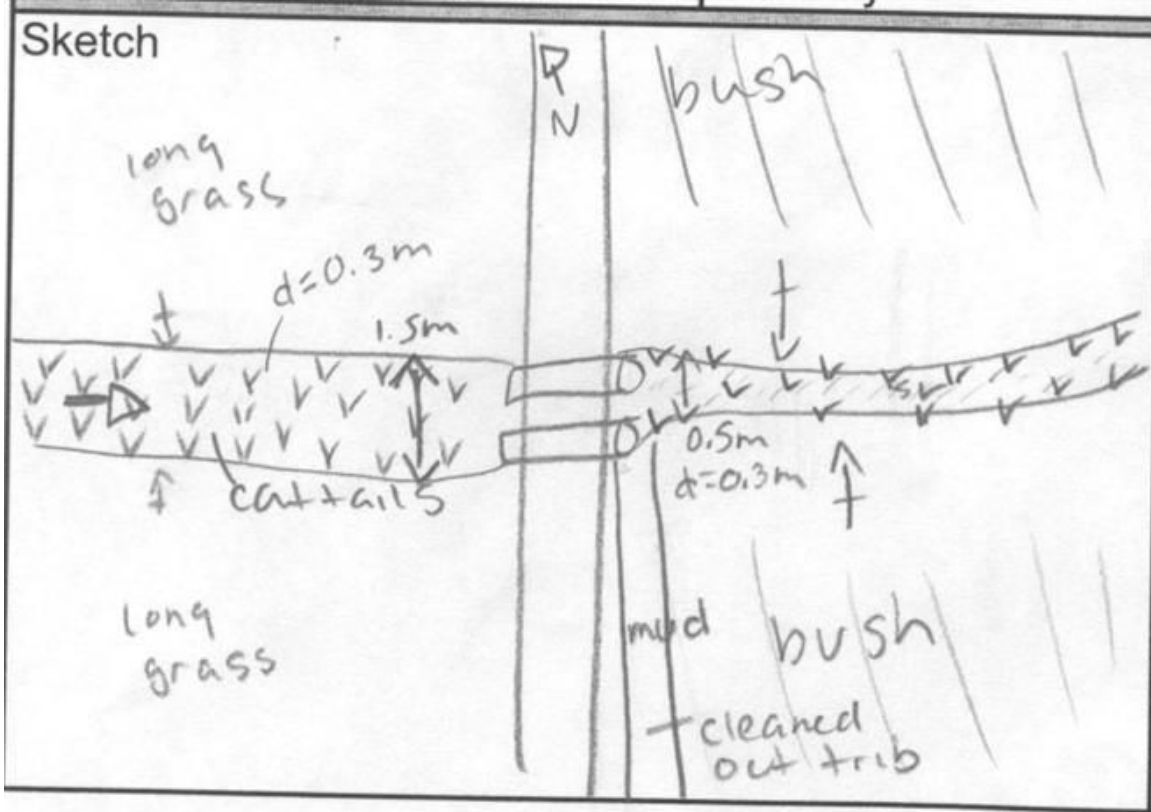 Sketch
N
bush
long
grass
d=0.3m
1.5m
0.5m
d=0.3m
cattails
long
grass
mud
bush
cleaned
out trib